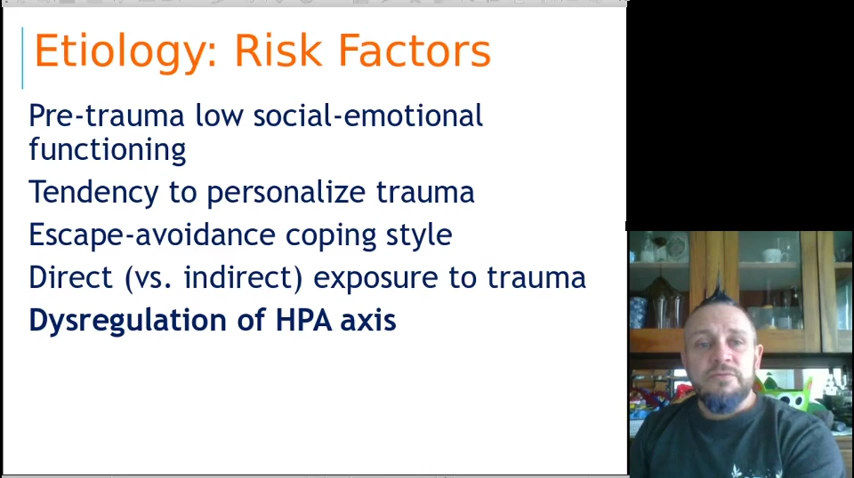 Etiology: Risk Factors
Pre-trauma low social-emotional
functioning
Tendency to personalize trauma
Escape-avoidance coping style
Direct (vs. indirect) exposure to trauma
Dysregulation of HPA axis